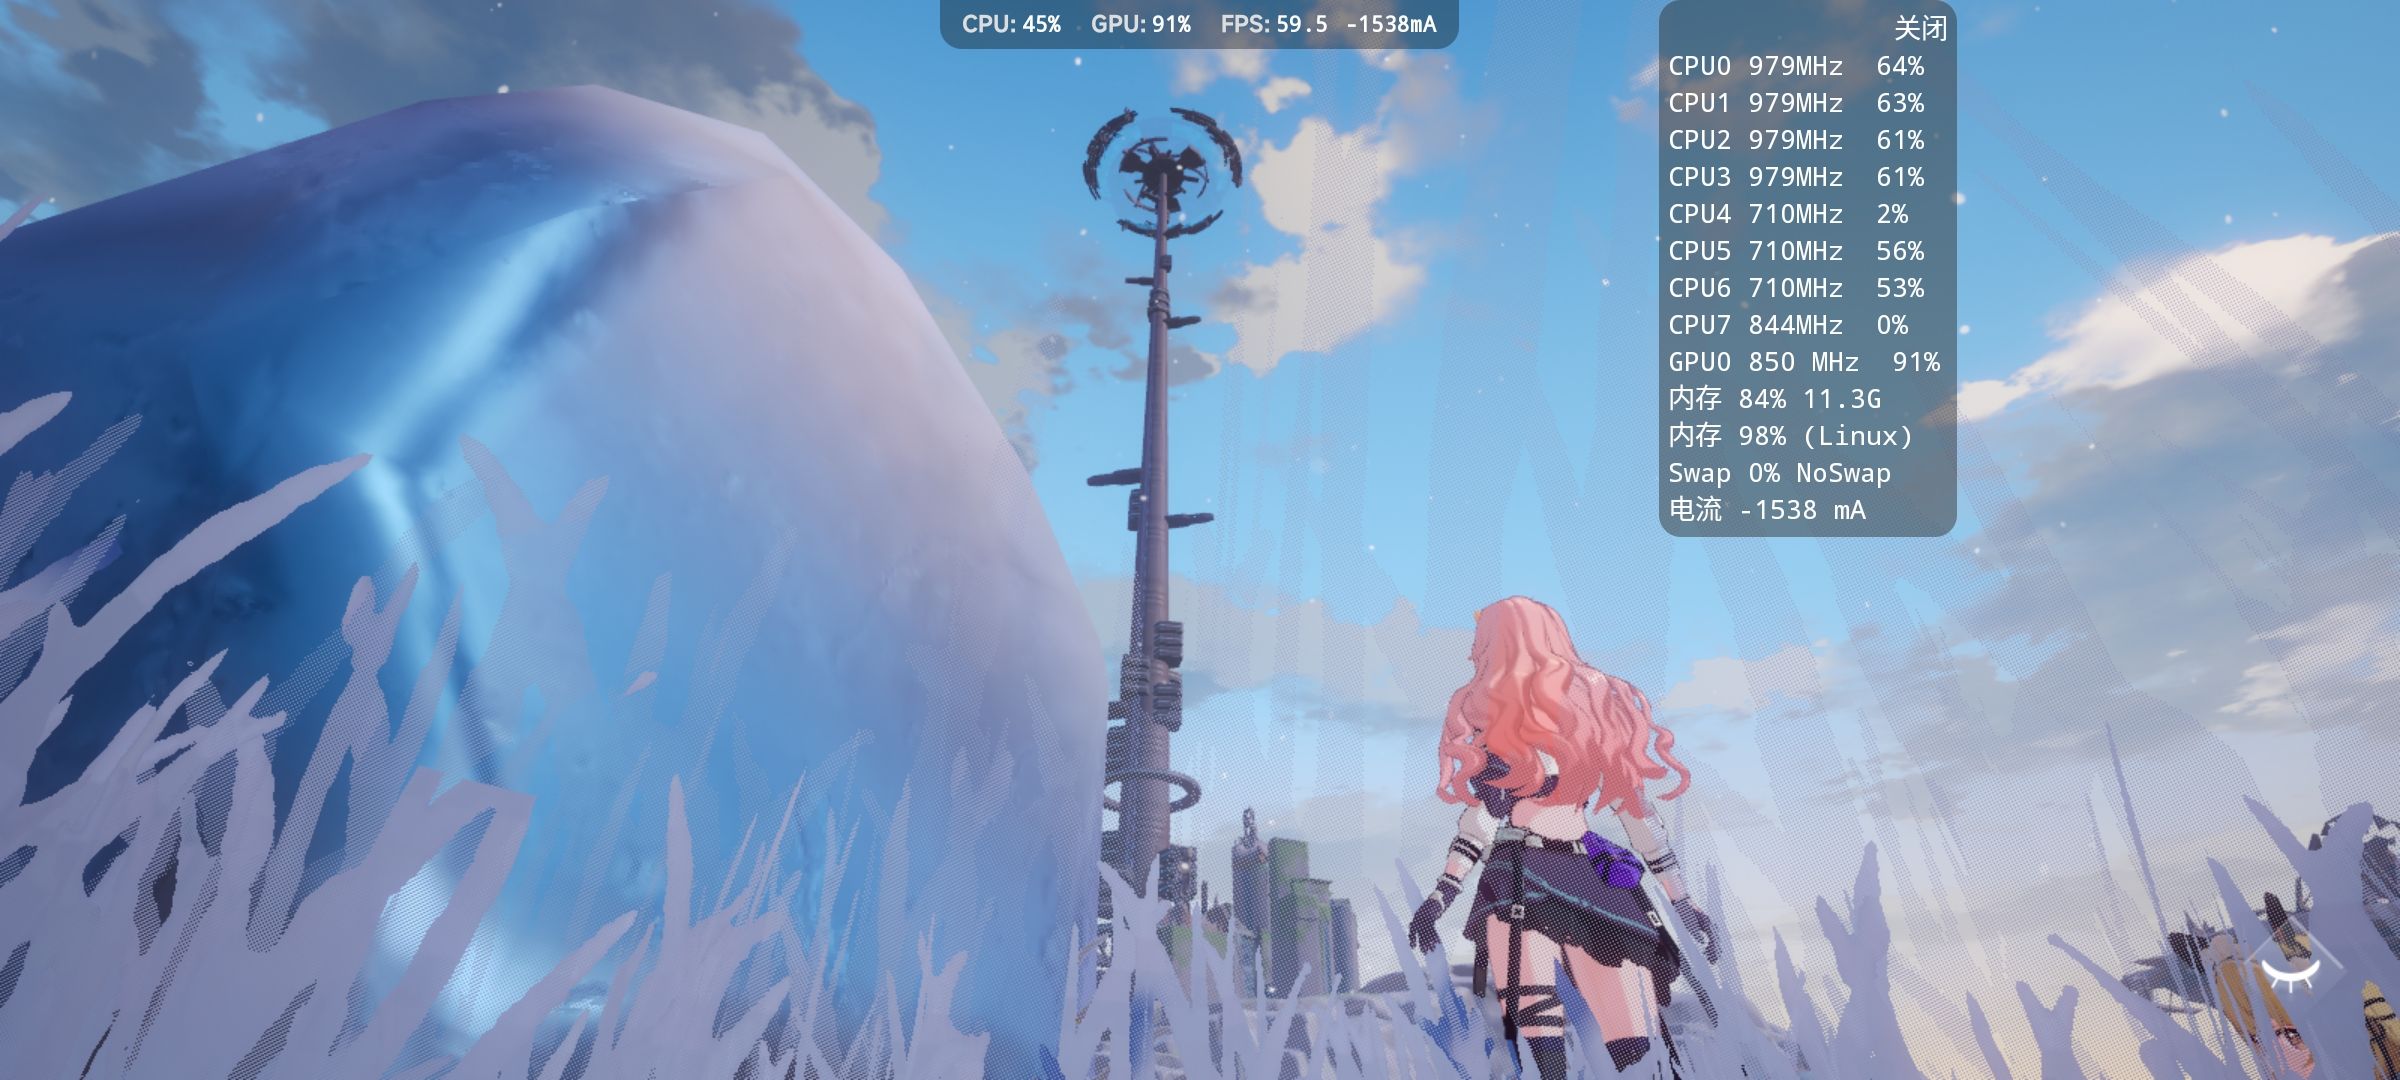 CPU: 45% GPU: 91% FPS: 59.5 -1538mA
关闭
CPU0 979MHz 64%
CPU1 979MHz 63%
CPU2 979MHz 61%
CPU3 979MHz 61%
CPU4 710MHz 2%
CPU5 710MHz 56%
CPU6 710MHz 53%
CPU7 844MHz 0%
GPU0 850 MHz 91%
内存 84% 11.3G
内存 98% (Linux)
Swap 0% NoSwap
电流 -1538 mA